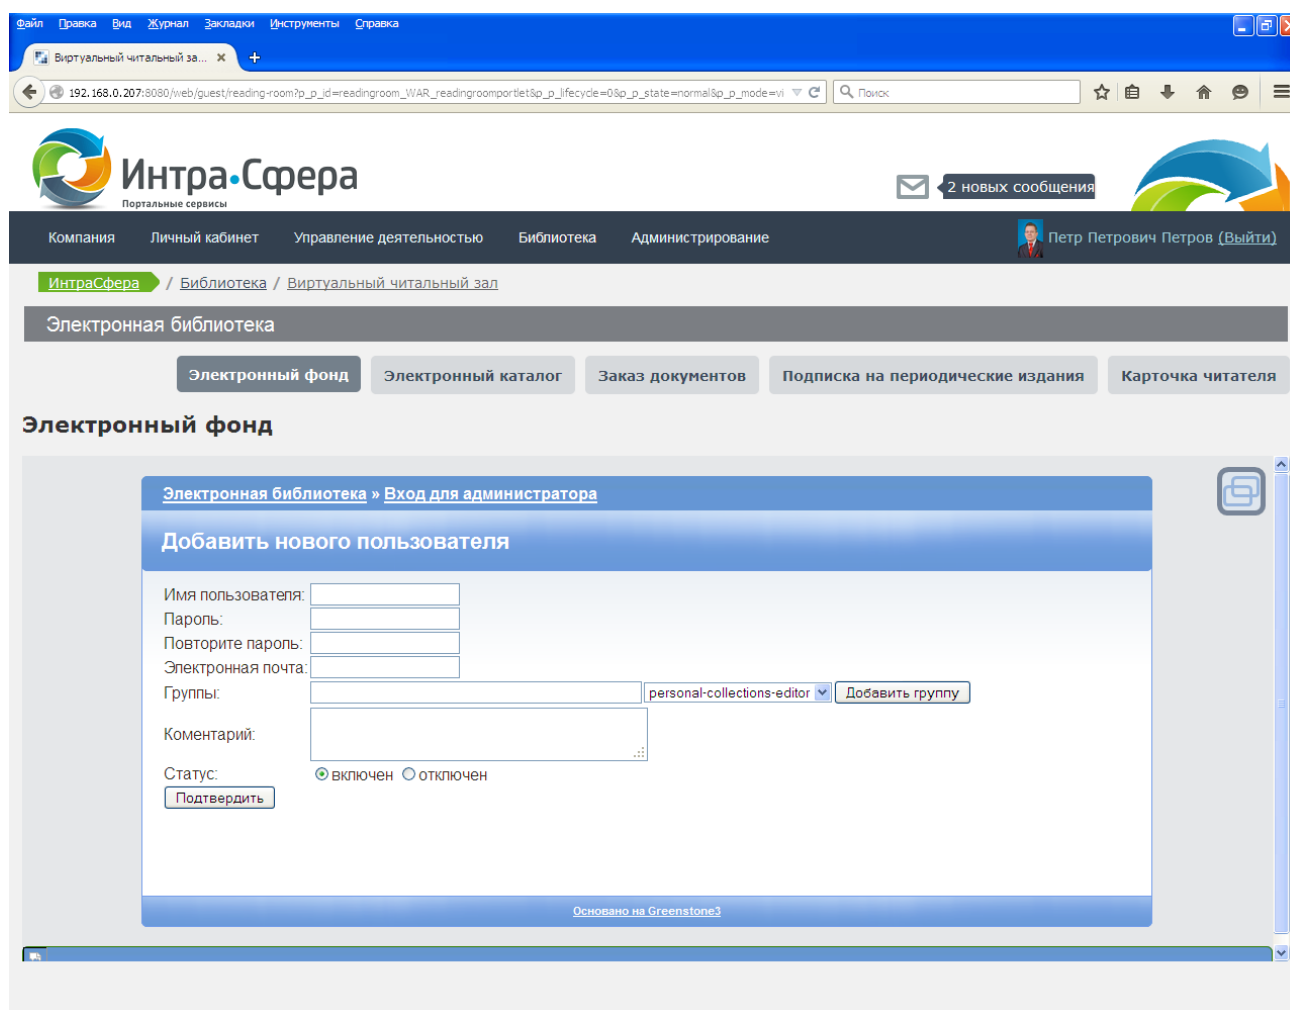 Файл Правка Вид Журнал Закладки Инструменты Справка
Виртуальный читальный за...
192.168.0.207:8080/web/guest/reading-room?p_p_id=readingroom_WAR_readingroomportlet&p_p_lifecycle=0&p_p_state=normal&p_p_mode=vi Поиск
Интра•Сфера
Портальные сервисы
2 новых сообщения
Компания Личный кабинет Управление деятельностью Библиотека Администрирование Петр Петрович Петров (Выйти)
ИнтраСфера / Библиотека / Виртуальный читальный зал
Электронная библиотека
Электронный фонд Электронный каталог Заказ документов Подписка на периодические издания Карточка читателя
Электронный фонд
Электронная библиотека » Вход для администратора
Добавить нового пользователя
Имя пользователя:
Пароль:
Повторите пароль:
Электронная почта:
Группы: personal-collections-editor Добавить группу
Коментарий:
Статус: включен отключен
Подтвердить
Основано на Greenstone3